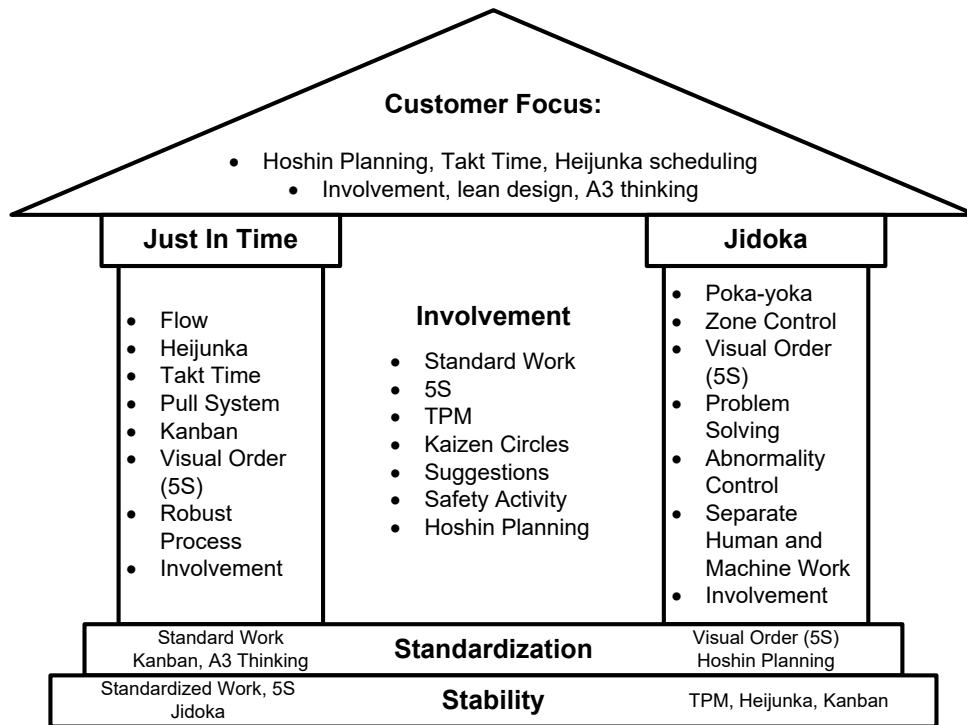 Customer Focus:
• Hoshin Planning, Takt Time, Heijunka scheduling
• Involvement, lean design, A3 thinking
Just In Time
• Flow
• Heijunka
• Takt Time
• Pull System
• Kanban
• Visual Order
(5S)
• Robust
Process
• Involvement
Involvement
• Standard Work
• 5S
• TPM
• Kaizen Circles
• Suggestions
• Safety Activity
• Hoshin Planning
Jidoka
• Poka-yoka
• Zone Control
• Visual Order
(5S)
• Problem
Solving
• Abnormality
Control
• Separate
Human and
Machine Work
• Involvement
Standard Work
Kanban, A3 Thinking
Standardization
Visual Order (5S)
Hoshin Planning
Standardized Work, 5S
Jidoka
Stability
TPM, Heijunka, Kanban